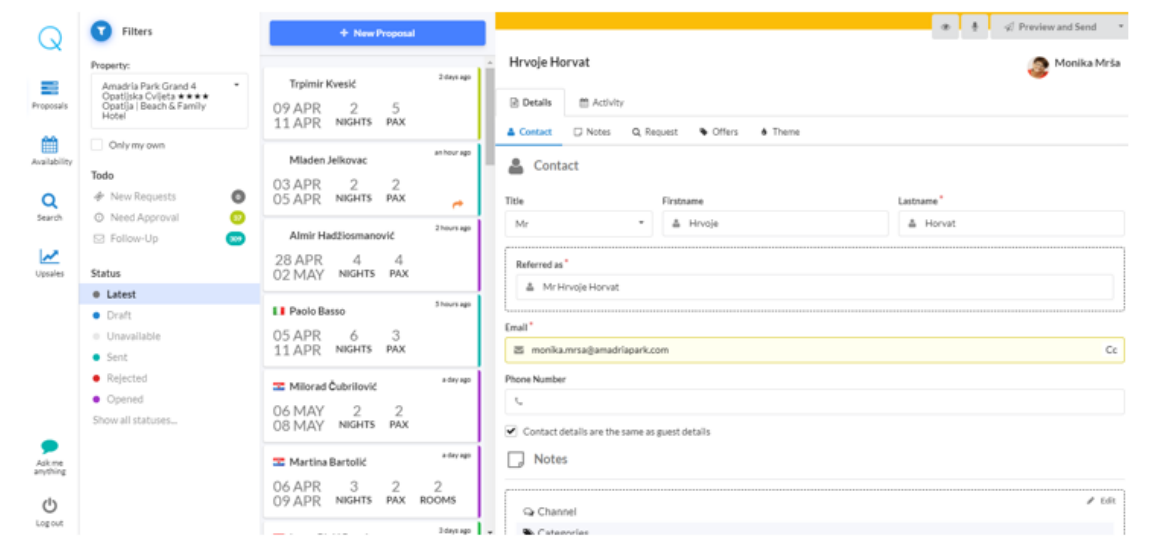 Proposals
Availability
Search
Upsales
Ask me
anything
Log out
Filters
Property:
Amadria Park Grand 4
Opatijska Cvijeta ★★★★
Opatija | Beach & Family
Hotel
Only my own
Todo
New Requests
Need Approval
Follow-Up 309
Status
Latest
Draft
Unavailable
Sent
Rejected
Opened
Show all statuses...
+ New Proposal
Trpimir Kvesić 2 days ago
09 APR 2 5
11 APR NIGHTS PAX
Mladen Jelkovac an hour ago
03 APR 2 2
05 APR NIGHTS PAX
Almir Hadžiosmanović 2 hours ago
28 APR 4 4
02 MAY NIGHTS PAX
Paolo Basso 5 hours ago
05 APR 6 3
11 APR NIGHTS PAX
Milorad Čubrilović a day ago
06 MAY 2 2
08 MAY NIGHTS PAX
Martina Bartolić a day ago
06 APR 3 2 2
09 APR NIGHTS PAX ROOMS
3 days ago
Preview and Send
Hrvoje Horvat
Monika Mrša
Details Activity
Contact Notes Request Offers Theme
Contact
Title Firstname Lastname *
Mr Hrvoje Horvat
Referred as *
Mr Hrvoje Horvat
Email *
monika.mrsa@amadriapark.com Cc
Phone Number
Contact details are the same as guest details
Notes
Edit
Channel
Categories